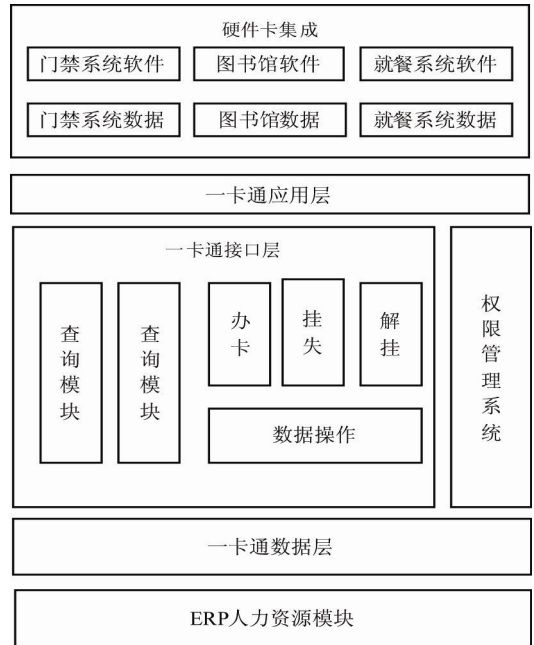 硬件卡集成
门禁系统软件 图书馆软件 就餐系统软件
门禁系统数据 图书馆数据 就餐系统数据
一卡通应用层
一卡通接口层
查询模块
查询模块
办卡
挂失
解挂
数据操作
权限管理系统
一卡通数据层
ERP人力资源模块